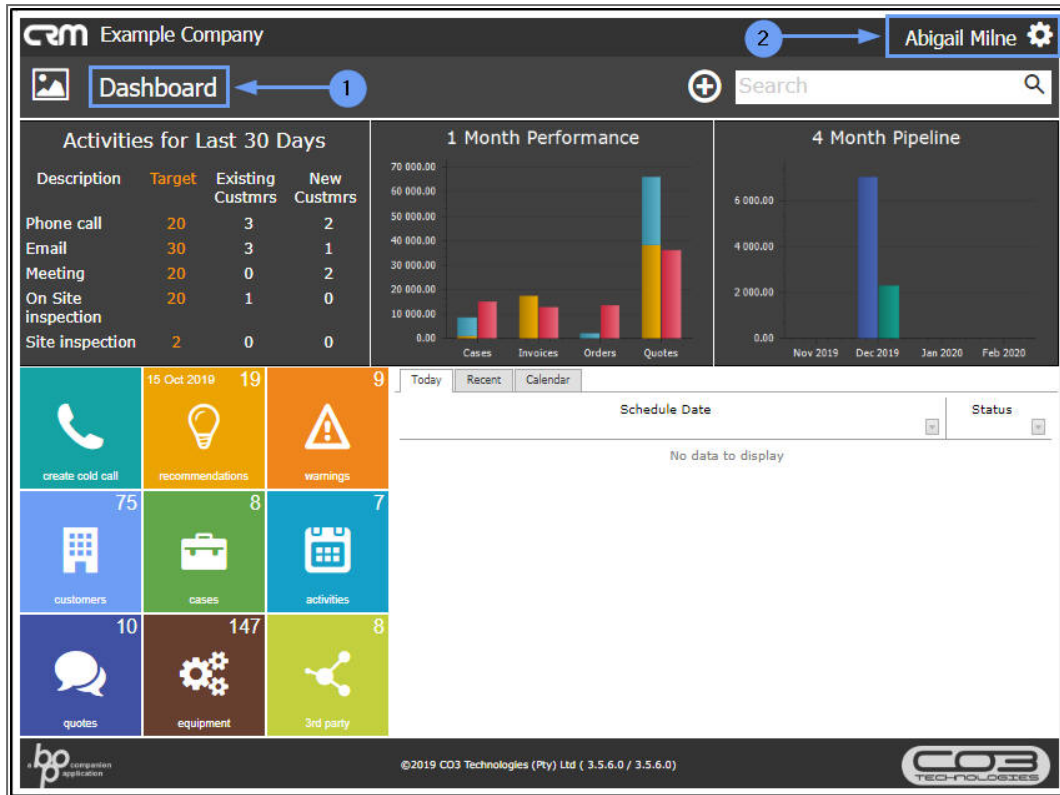 CRM Example Company
2
Abigail Milne
Dashboard
1
Search
Activities for Last 30 Days
Description Target Existing Custmrs New Custmrs
Phone call 20 3 2
Email 30 3 1
Meeting 20 0 2
On Site inspection 20 1 0
Site inspection 2 0 0
1 Month Performance
70 000.00
60 000.00
50 000.00
40 000.00
30 000.00
20 000.00
10 000.00
0.00
Cases Invoices Orders Quotes
4 Month Pipeline
6 000.00
4 000.00
2 000.00
0.00
Nov 2019 Dec 2019 Jan 2020 Feb 2020
create cold call
15 Oct 2019 19
recommendations
9
warnings
75
customers
8
cases
7
activities
10
quotes
147
equipment
8
3rd party
Today Recent Calendar
Schedule Date Status
No data to display
a bpo companion application
©2019 CO3 Technologies (Pty) Ltd ( 3.5.6.0 / 3.5.6.0)
CO3
TECHNOLOGIES